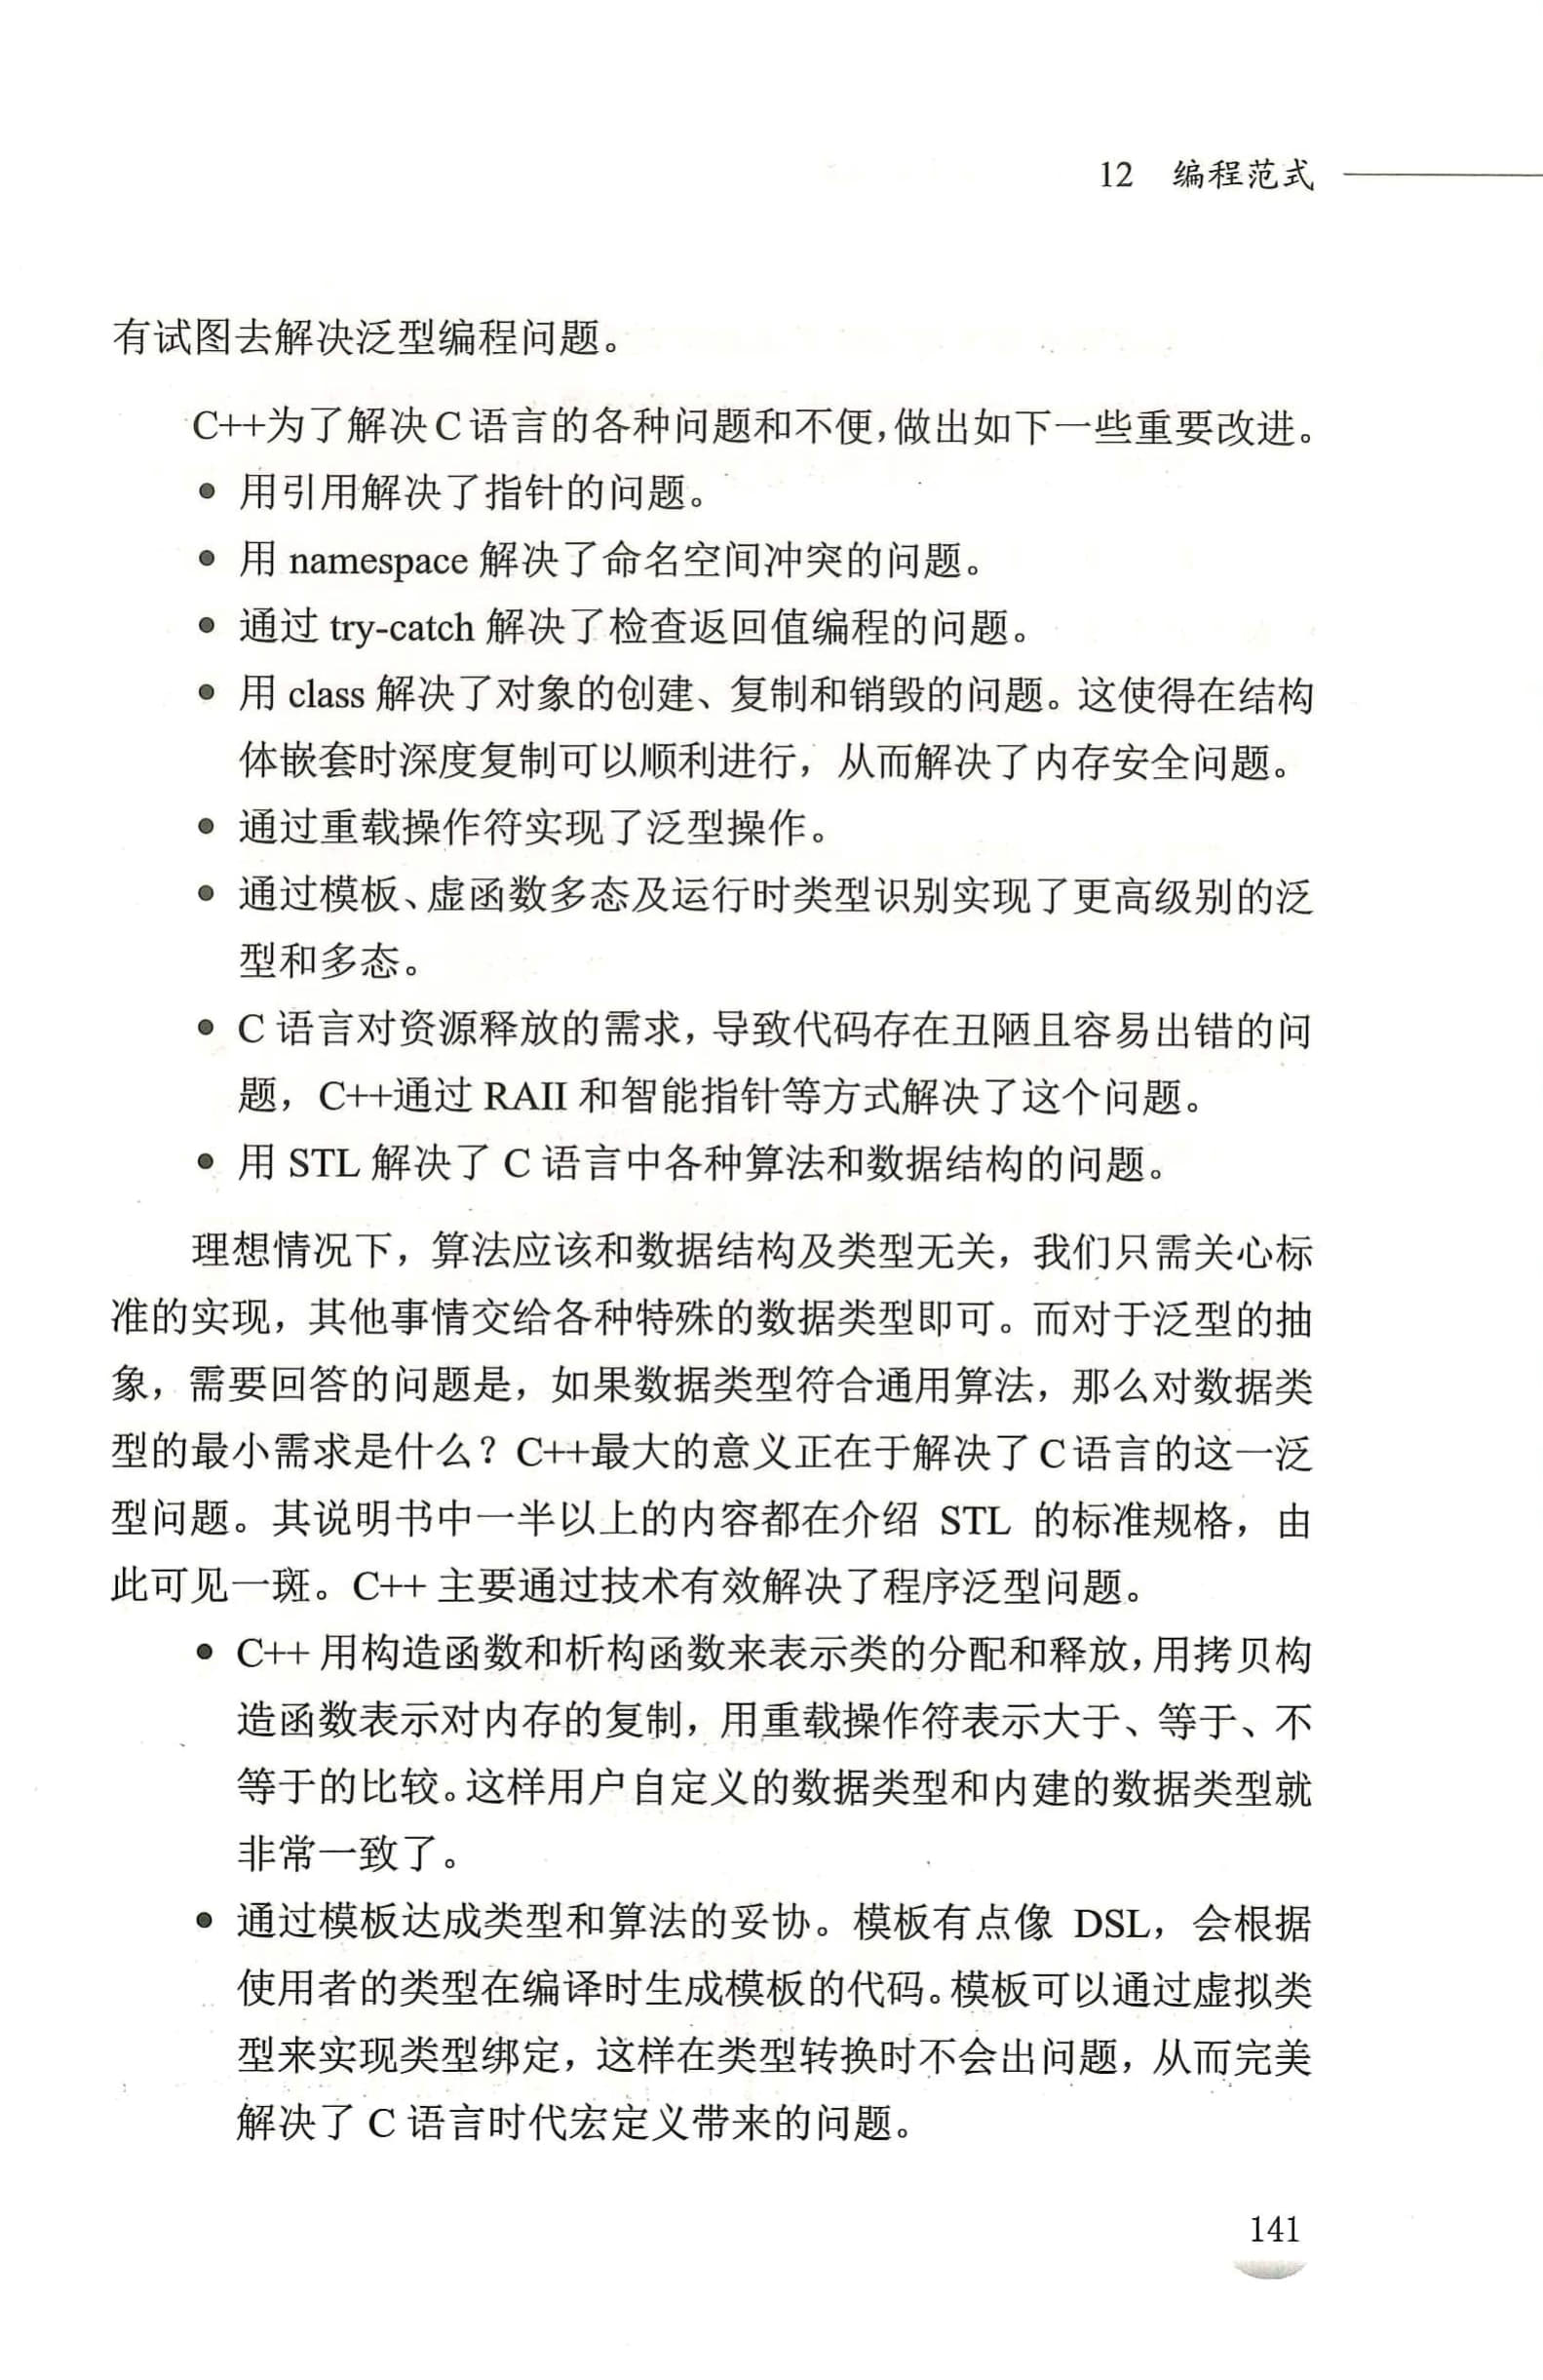 12 编程范式
有试图去解决泛型编程问题。
C++为了解决C语言的各种问题和不便，做出如下一些重要改进。
● 用引用解决了指针的问题。
● 用 namespace 解决了命名空间冲突的问题。
● 通过 try-catch 解决了检查返回值编程的问题。
● 用 class 解决了对象的创建、复制和销毁的问题。这使得在结构
体嵌套时深度复制可以顺利进行，从而解决了内存安全问题。
● 通过重载操作符实现了泛型操作。
● 通过模板、虚函数多态及运行时类型识别实现了更高级别的泛
型和多态。
● C 语言对资源释放的需求，导致代码存在丑陋且容易出错的问
题，C++通过 RAII 和智能指针等方式解决了这个问题。
● 用 STL 解决了 C 语言中各种算法和数据结构的问题。
理想情况下，算法应该和数据结构及类型无关，我们只需关心标
准的实现，其他事情交给各种特殊的数据类型即可。而对于泛型的抽
象，需要回答的问题是，如果数据类型符合通用算法，那么对数据类
型的最小需求是什么？C++最大的意义正在于解决了C语言的这一泛
型问题。其说明书中一半以上的内容都在介绍 STL 的标准规格，由
此可见一斑。C++ 主要通过技术有效解决了程序泛型问题。
● C++ 用构造函数和析构函数来表示类的分配和释放，用拷贝构
造函数表示对内存的复制，用重载操作符表示大于、等于、不
等于的比较。这样用户自定义的数据类型和内建的数据类型就
非常一致了。
● 通过模板达成类型和算法的妥协。模板有点像 DSL，会根据
使用者的类型在编译时生成模板的代码。模板可以通过虚拟类
型来实现类型绑定，这样在类型转换时不会出问题，从而完美
解决了 C 语言时代宏定义带来的问题。
141